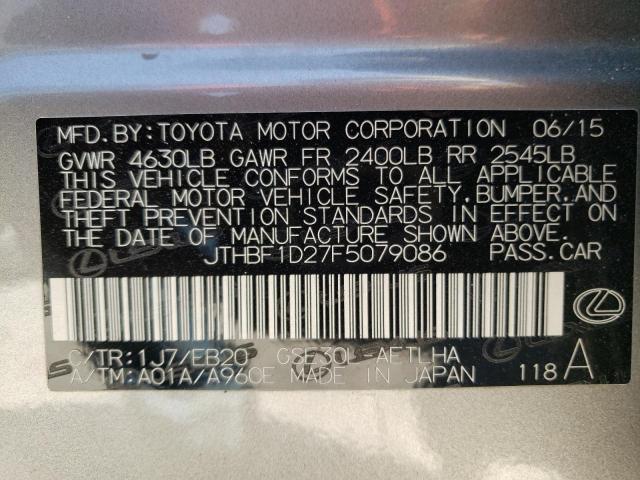 MFD. BY: TOYOTA MOTOR CORPORATION 06/15
GVWR 4630LB GAWR FR 2400LB RR 2545LB
THIS VEHICLE CONFORMS TO ALL APPLICABLE
FEDERAL MOTOR VEHICLE SAFETY, BUMPER, AND
THEFT PREVENTION STANDARDS IN EFFECT ON
THE DATE OF MANUFACTURE SHOWN ABOVE.
JTHBF1D27F5079086 PASS. CAR
C/TR: 1J7/EB20 GSE30L-AETLHA
A/TM: A01A/A960E MADE IN JAPAN 118 A